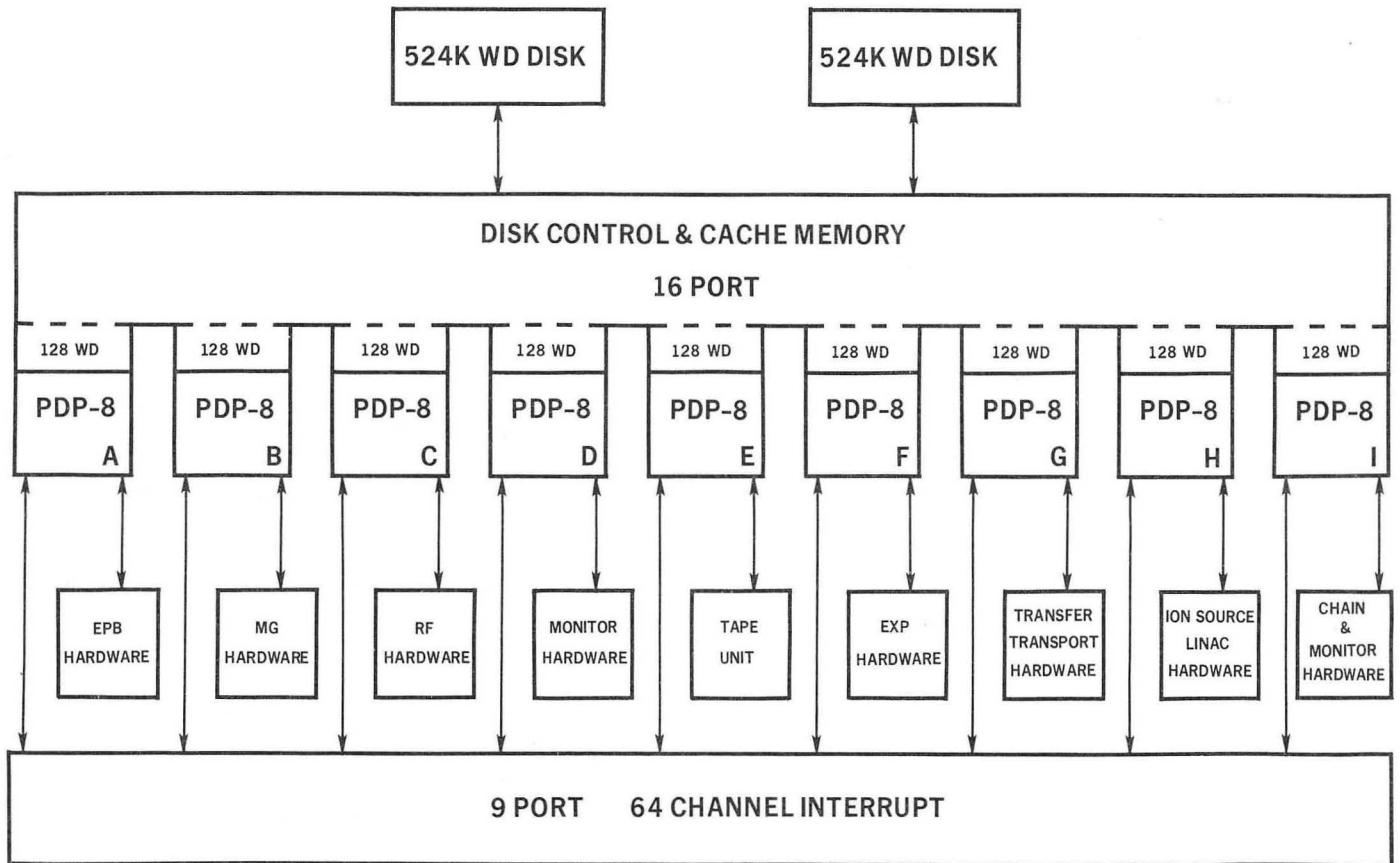 524K WD DISK
524K WD DISK
DISK CONTROL & CACHE MEMORY
16 PORT
128 WD
128 WD
128 WD
128 WD
128 WD
128 WD
128 WD
128 WD
128 WD
PDP-8
A
PDP-8
B
PDP-8
C
PDP-8
D
PDP-8
E
PDP-8
F
PDP-8
G
PDP-8
H
PDP-8
I
EPB
HARDWARE
MG
HARDWARE
RF
HARDWARE
MONITOR
HARDWARE
TAPE
UNIT
EXP
HARDWARE
TRANSFER
TRANSPORT
HARDWARE
ION SOURCE
LINAC
HARDWARE
CHAIN
&
MONITOR
HARDWARE
9 PORT 64 CHANNEL INTERRUPT